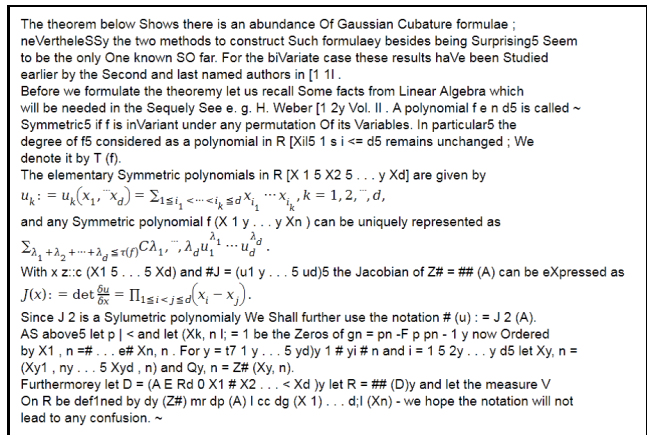 The theorem below Shows there is an abundance Of Gaussian Cubature formulae ;
neVertheleSSy the two methods to construct Such formulaey besides being Surprising5 Seem
to be the only One known SO far. For the biVariate case these results haVe been Studied
earlier by the Second and last named authors in [1 1l .
Before we formulate the theoremy let us recall Some facts from Linear Algebra which
will be needed in the Sequely See e. g. H. Weber [1 2y Vol. II . A polynomial f e n d5 is called ~
Symmetric5 if f is inVariant under any permutation Of its Variables. In particular5 the
degree of f5 considered as a polynomial in R [Xil5 1 s i <= d5 remains unchanged ; We
denote it by T (f).
The elementary Symmetric polynomials in R [X 1 5 X2 5 . . . y Xd] are given by
u_k : = u_k(x_1, ¨x_d) = Σ_{1≤i_1 <⋯<i_k ≤d} x_{i_1} ⋯x_{i_k}, k = 1, 2, ¨, d,
and any Symmetric polynomial f (X 1 y . . . y Xn ) can be uniquely represented as
Σ_{λ_1 +λ_2 +⋯+λ_d ≤τ(f)} Cλ_1, ¨, λ_d u_1^{λ_1} ⋯ u_d^{λ_d} .
With x z::c (X1 5 . . . 5 Xd) and #J = (u1 y . . . 5 ud)5 the Jacobian of Z# = ## (A) can be eXpressed as
J(x): = det δu/δx = Π_{1≤i<j≤d}(x_i − x_j).
Since J 2 is a Sylumetric polynomialy We Shall further use the notation # (u) : = J 2 (A).
AS above5 let p | < and let (Xk, n l; = 1 be the Zeros of gn = pn -F p pn - 1 y now Ordered
by X1 , n =# . . . e# Xn, n . For y = t7 1 y . . . 5 yd)y 1 # yi # n and i = 1 5 2y . . . y d5 let Xy, n =
(Xy1 , ny . . . 5 Xyd , n) and Qy, n = Z# (Xy, n).
Furthermorey let D = (A E Rd 0 X1 # X2 . . . < Xd )y let R = ## (D)y and let the measure V
On R be def1ned by dy (Z#) mr dp (A) l cc dg (X 1) . . . d;l (Xn) - we hope the notation will not
lead to any confusion. ~